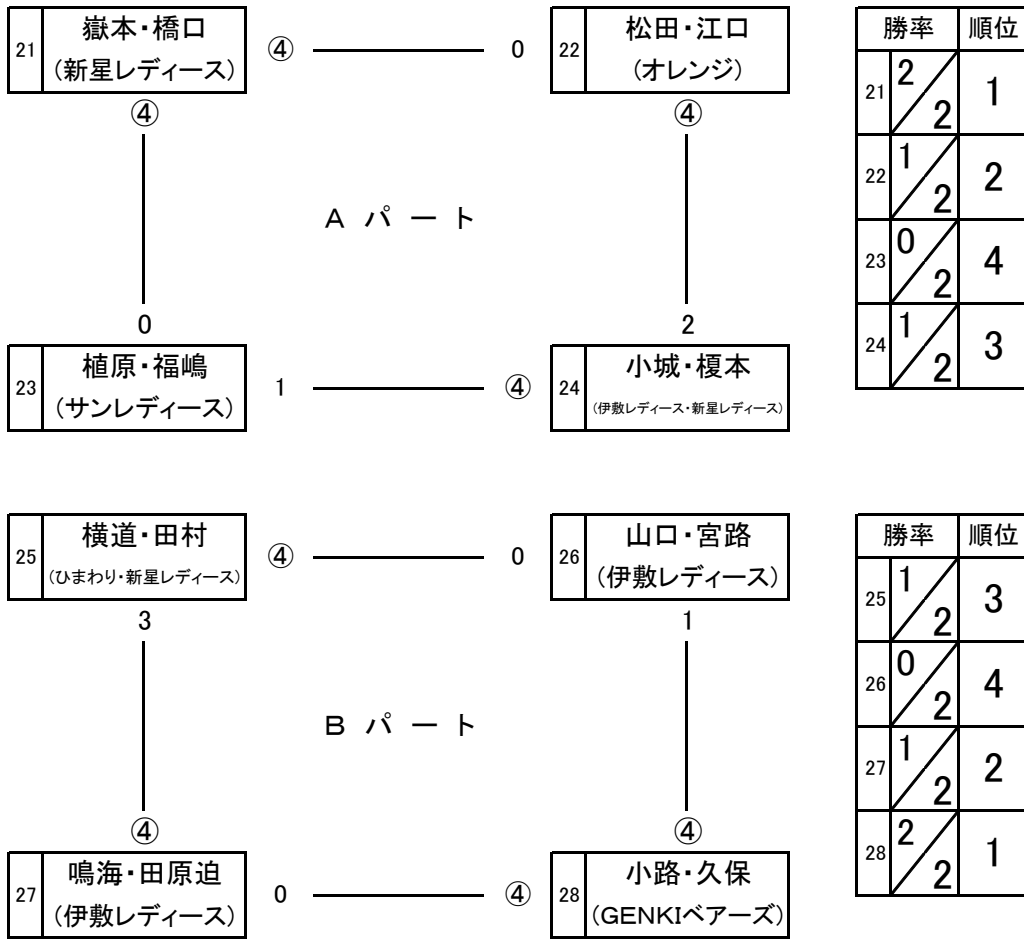 21 嶽本・橋口
(新星レディース)
④ 0
22 松田・江口
(オレンジ)
④ ④
A パ ー ト
0 2
23 植原・福嶋
(サンレディース)
1 ④
24 小城・榎本
(伊敷レディース・新星レディース)
勝率 順位
21 2/2 1
22 1/2 2
23 0/2 4
24 1/2 3
25 横道・田村
(ひまわり・新星レディース)
④ 0
26 山口・宮路
(伊敷レディース)
3 1
B パ ー ト
④ ④
27 鳴海・田原迫
(伊敷レディース)
0 ④
28 小路・久保
(GENKIベアーズ)
勝率 順位
25 1/2 3
26 0/2 4
27 1/2 2
28 2/2 1